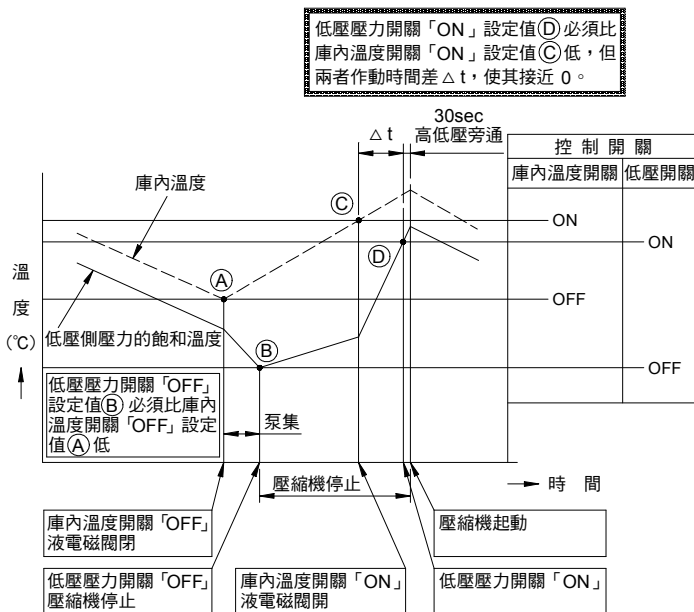 低壓壓力開關「ON」設定值Ⓓ必須比
庫內溫度開關「ON」設定值Ⓒ低，但
兩者作動時間差△t，使其接近 0。
30sec
△t
高低壓旁通
控制開關
庫內溫度開關
低壓開關
庫內溫度
Ⓒ
ON
Ⓓ
ON
溫
度
(℃)
Ⓐ
OFF
低壓側壓力的飽和溫度
Ⓑ
OFF
低壓壓力開關「OFF」
設定值Ⓑ必須比庫內
溫度開關「OFF」設定
值Ⓐ低
泵集
壓縮機停止
時間
庫內溫度開關「OFF」
液電磁閥閉
壓縮機起動
低壓壓力開關「OFF」
壓縮機停止
庫內溫度開關「ON」
液電磁閥開
低壓壓力開關「ON」